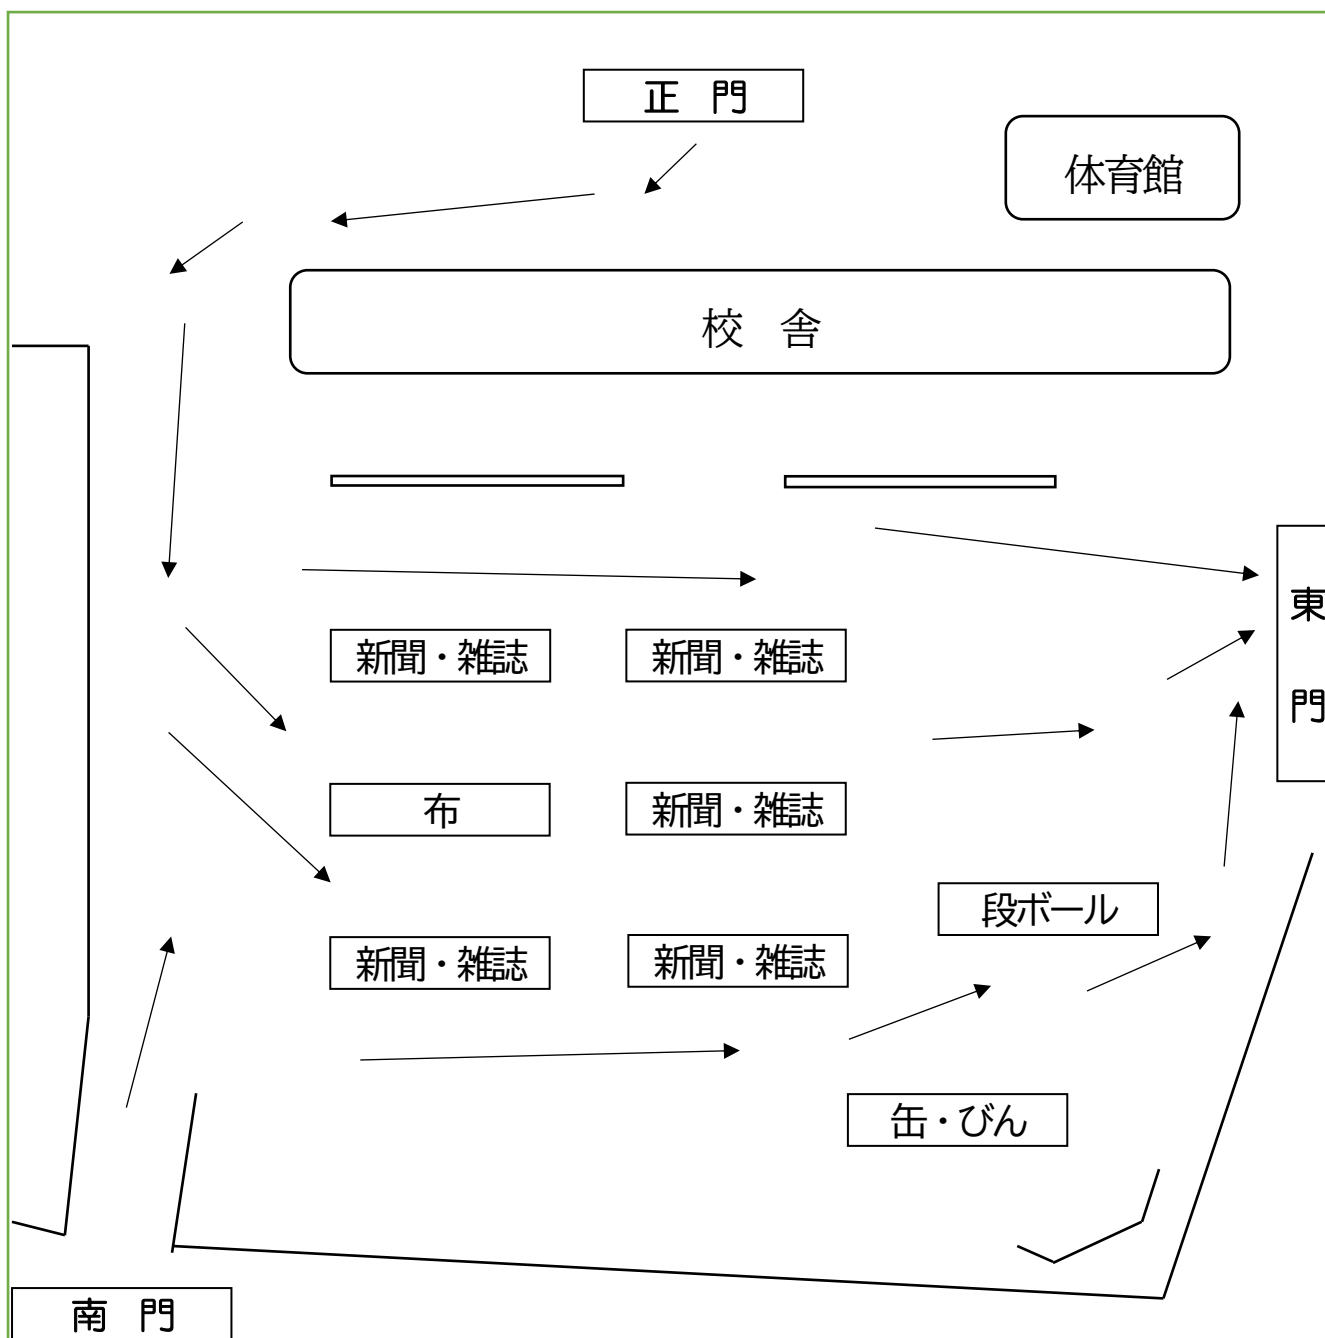 正　門
体育館
校　舎
東門
新聞・雑誌
新聞・雑誌
布
新聞・雑誌
段ボール
新聞・雑誌
新聞・雑誌
缶・びん
南　門